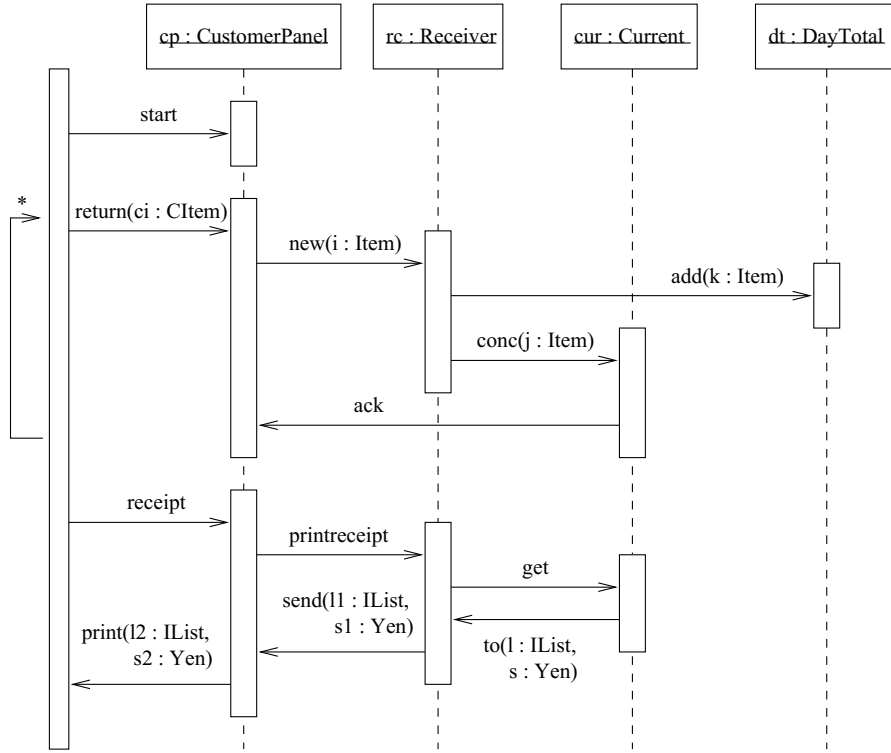 cp : CustomerPanel
rc : Receiver
cur : Current
dt : DayTotal
start
*
return(ci : CItem)
new(i : Item)
add(k : Item)
conc(j : Item)
ack
receipt
printreceipt
get
send(l1 : IList,
s1 : Yen)
to(l : IList,
s : Yen)
print(l2 : IList,
s2 : Yen)